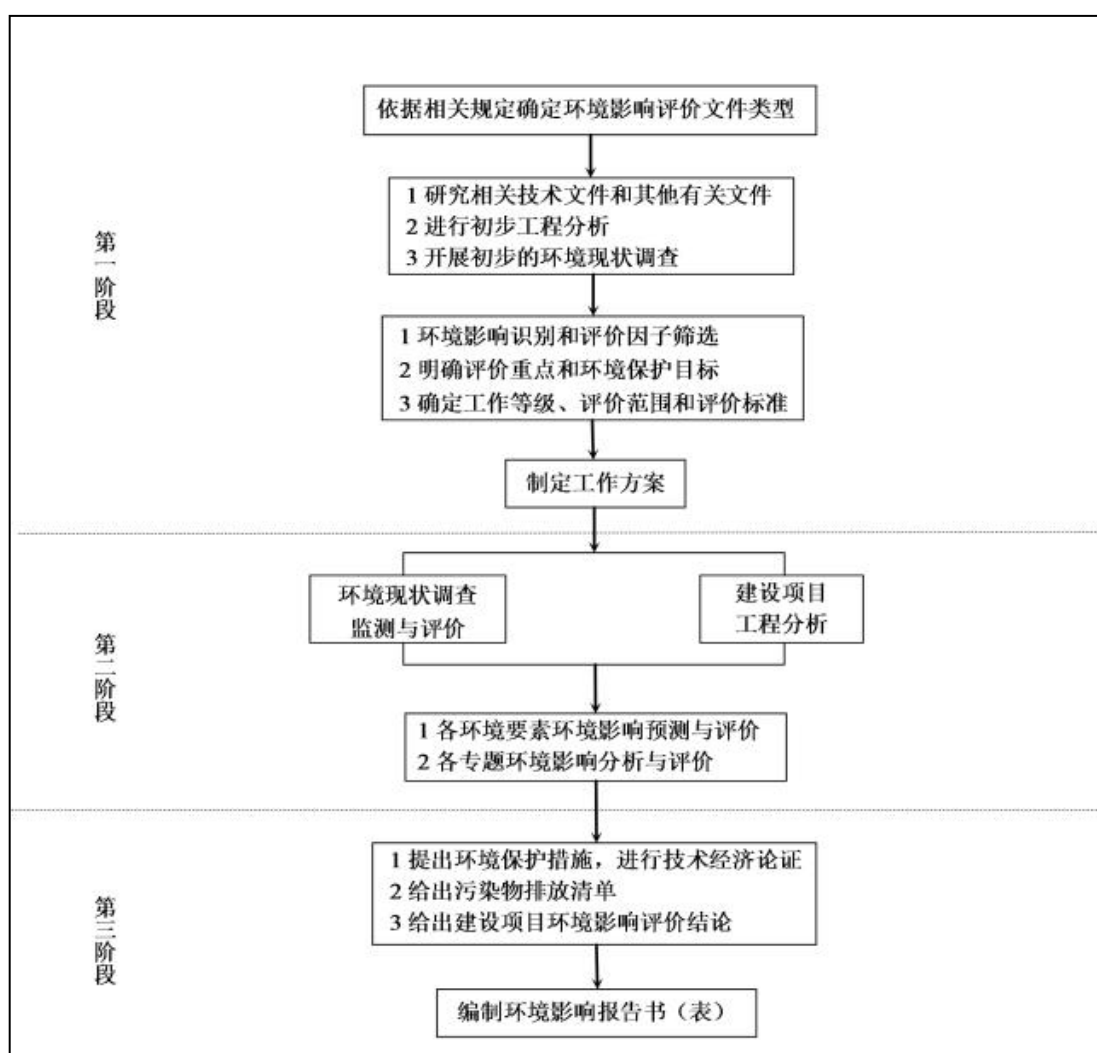 依据相关规定确定环境影响评价文件类型
第一阶段
1 研究相关技术文件和其他有关文件
2 进行初步工程分析
3 开展初步的环境现状调查
1 环境影响识别和评价因子筛选
2 明确评价重点和环境保护目标
3 确定工作等级、评价范围和评价标准
制定工作方案
第二阶段
环境现状调查
监测与评价
建设项目
工程分析
1 各环境要素环境影响预测与评价
2 各专题环境影响分析与评价
第三阶段
1 提出环境保护措施，进行技术经济论证
2 给出污染物排放清单
3 给出建设项目环境影响评价结论
编制环境影响报告书（表）